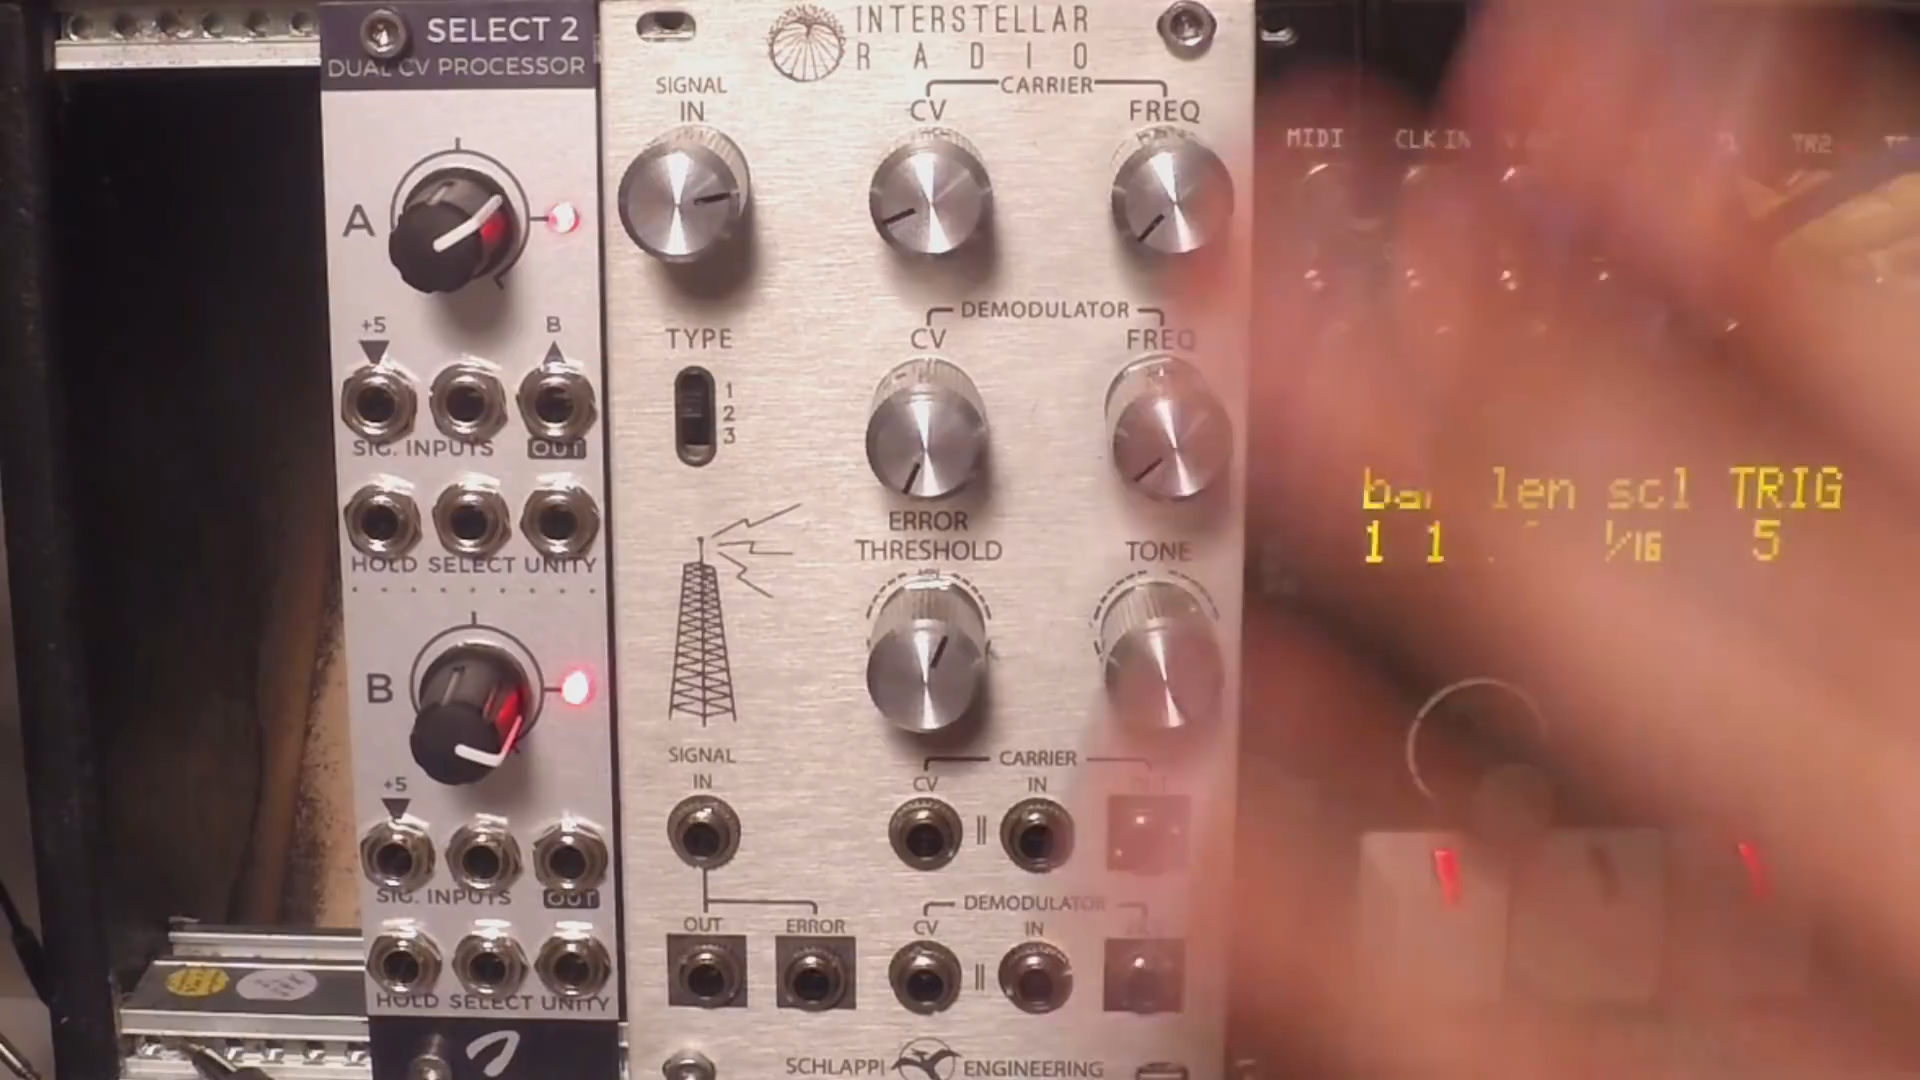 SELECT 2
DUAL CV PROCESSOR
A
+5
B
SIG. INPUTS
OUT
HOLD SELECT UNITY
B
+5
SIG. INPUTS
OUT
HOLD SELECT UNITY
INTERSTELLAR
RADIO
SIGNAL
IN
CARRIER
CV
FREQ
DEMODULATOR
TYPE
CV
FREQ
1
2
3
ERROR
THRESHOLD
TONE
SIGNAL
IN
CARRIER
CV
IN
OUT
ERROR
DEMODULATOR
CV
IN
SCHLAPPI ENGINEERING
MIDI
CLK IN
TR2
len scl TRIG
1 1 1/16 5